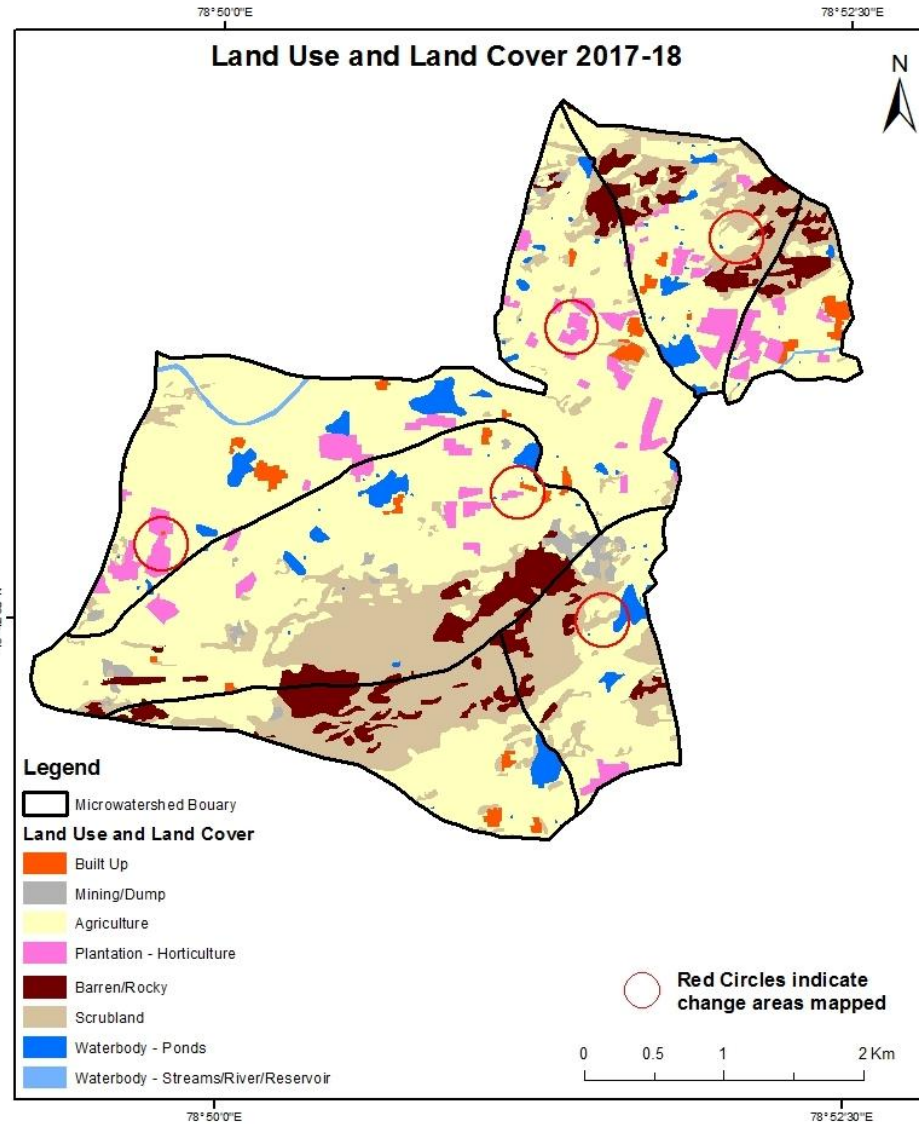 78°50'0"E
78°52'30"E
Land Use and Land Cover 2017-18
N
Legend
Microwatershed Bouary
Land Use and Land Cover
Built Up
Mining/Dump
Agriculture
Plantation - Horticulture
Barren/Rocky
Scrubland
Waterbody - Ponds
Waterbody - Streams/River/Reservoir
Red Circles indicate
change areas mapped
0 0.5 1 2 Km
78°50'0"E
78°52'30"E